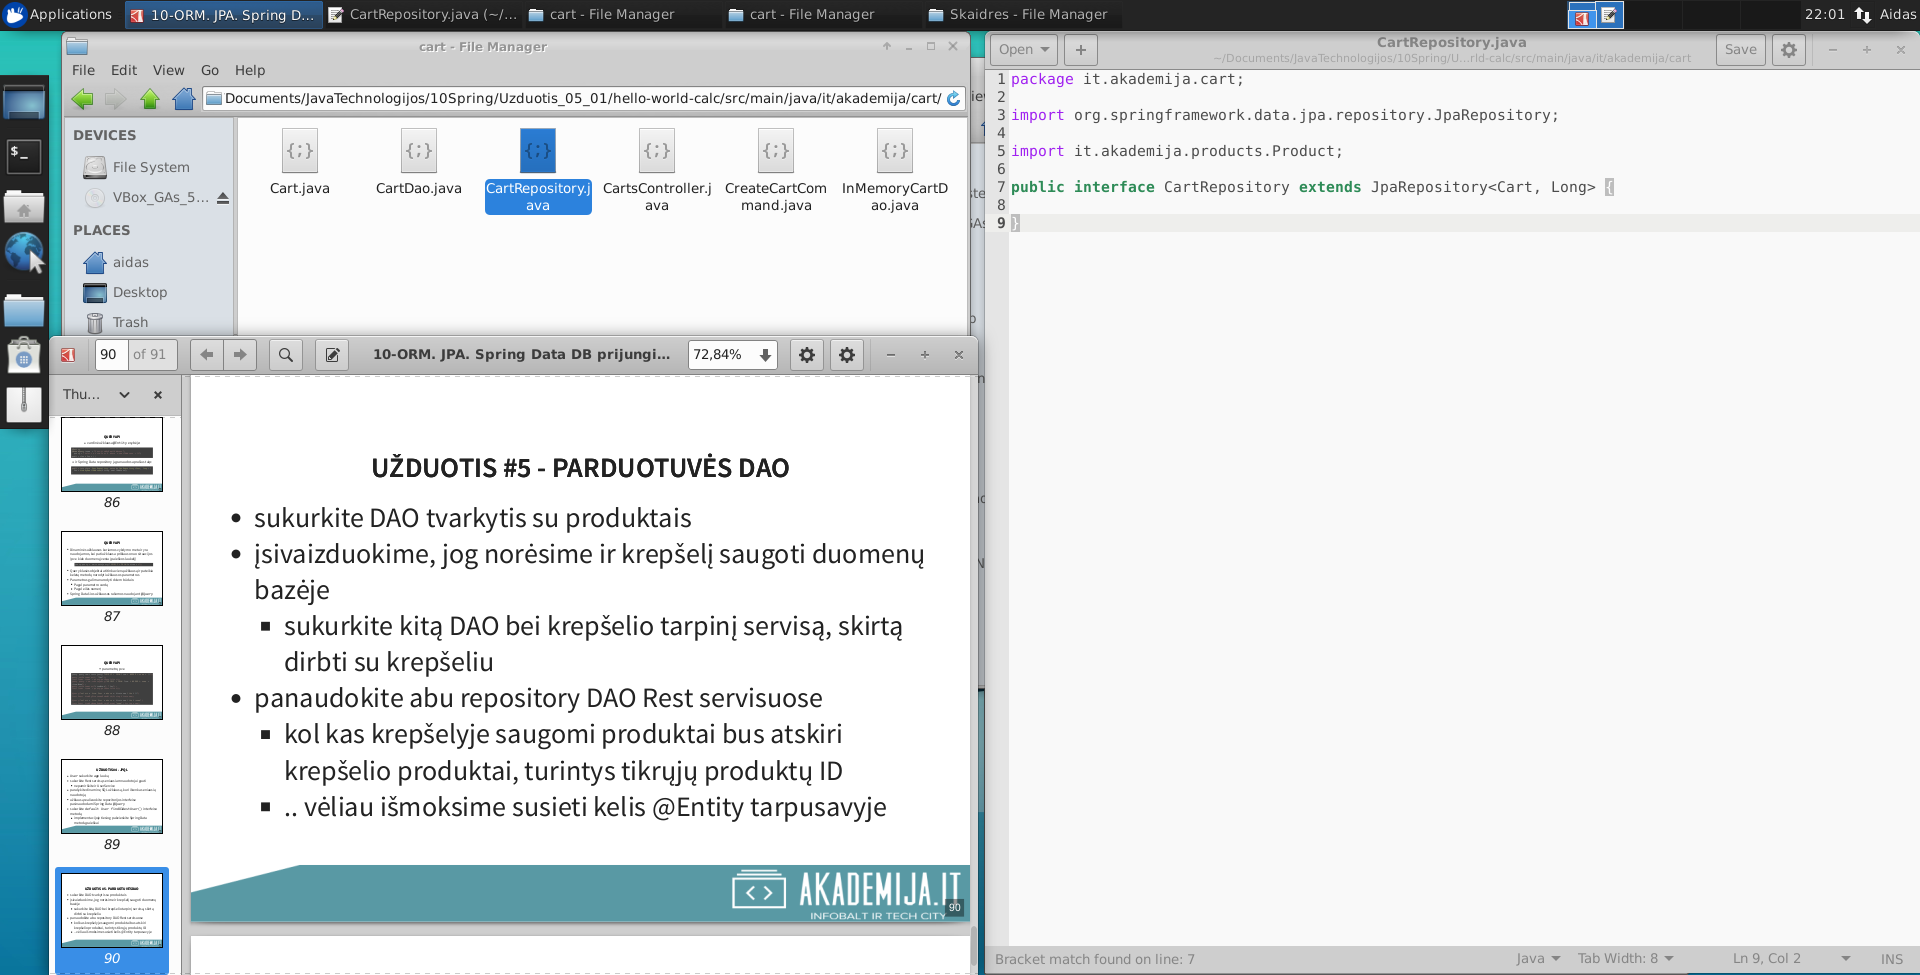 Applications
10-ORM. JPA. Spring D...
CartRepository.java (~/...
cart - File Manager
cart - File Manager
Skaidres - File Manager
22:01
Aidas
cart - File Manager
File Edit View Go Help
Documents/JavaTechnologijos/10Spring/Uzduotis_05_01/hello-world-calc/src/main/java/it/akademija/cart/
DEVICES
File System
VBox_GAs_5...
PLACES
aidas
Desktop
Trash
Cart.java
CartDao.java
CartRepository.j
ava
CartsController.j
ava
CreateCartCom
mand.java
InMemoryCartD
ao.java
90 of 91
10-ORM. JPA. Spring Data DB prijungi...
72,84%
Thu...
86
87
88
89
90
UŽDUOTIS #5 - PARDUOTUVĖS DAO
• sukurkite DAO tvarkytis su produktais
• įsivaizduokime, jog norėsime ir krepšelį saugoti duomenų
bazėje
▪ sukurkite kitą DAO bei krepšelio tarpinį servisą, skirtą
dirbti su krepšeliu
• panaudokite abu repository DAO Rest servisuose
▪ kol kas krepšelyje saugomi produktai bus atskiri
krepšelio produktai, turintys tikrųjų produktų ID
▪ .. vėliau išmoksime susieti kelis @Entity tarpusavyje
AKADEMIJA.IT
INFOBALT IR TECH CITY
90
Open
CartRepository.java
~/Documents/JavaTechnologijos/10Spring/U...rld-calc/src/main/java/it/akademija/cart
Save
1 package it.akademija.cart;
2
3 import org.springframework.data.jpa.repository.JpaRepository;
4
5 import it.akademija.products.Product;
6
7 public interface CartRepository extends JpaRepository<Cart, Long> {
8
9 }
Bracket match found on line: 7
Java
Tab Width: 8
Ln 9, Col 2
INS